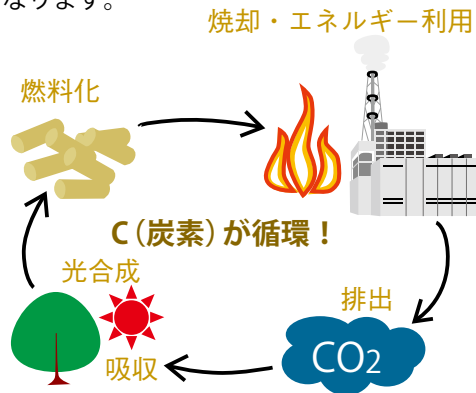 なります。
焼却・エネルギー利用
燃料化
C（炭素）が循環！
光合成
排出
吸収
CO2